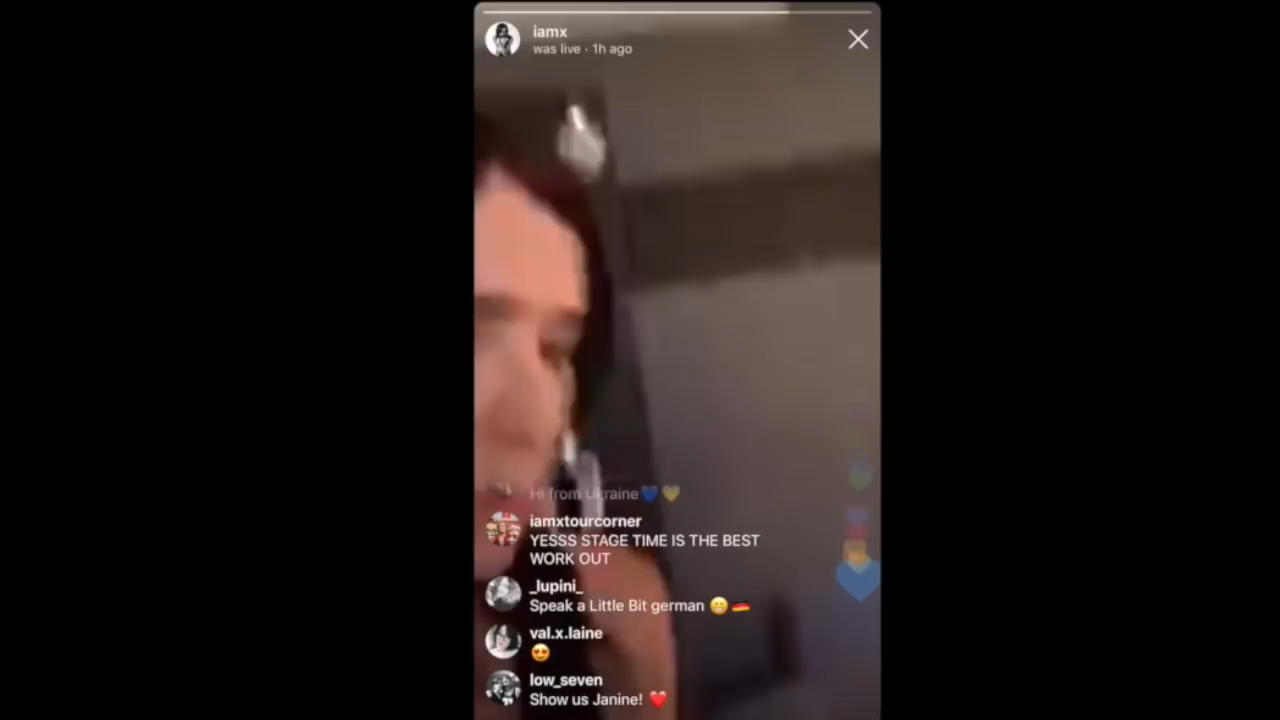 iamx
was live · 1h ago
Hi from Ukraine💙💛
iamxtourcorner
YESSS STAGE TIME IS THE BEST
WORK OUT
_lupini_
Speak a Little Bit german 😁🇩🇪
val.x.laine
😍
low_seven
Show us Janine! ❤️